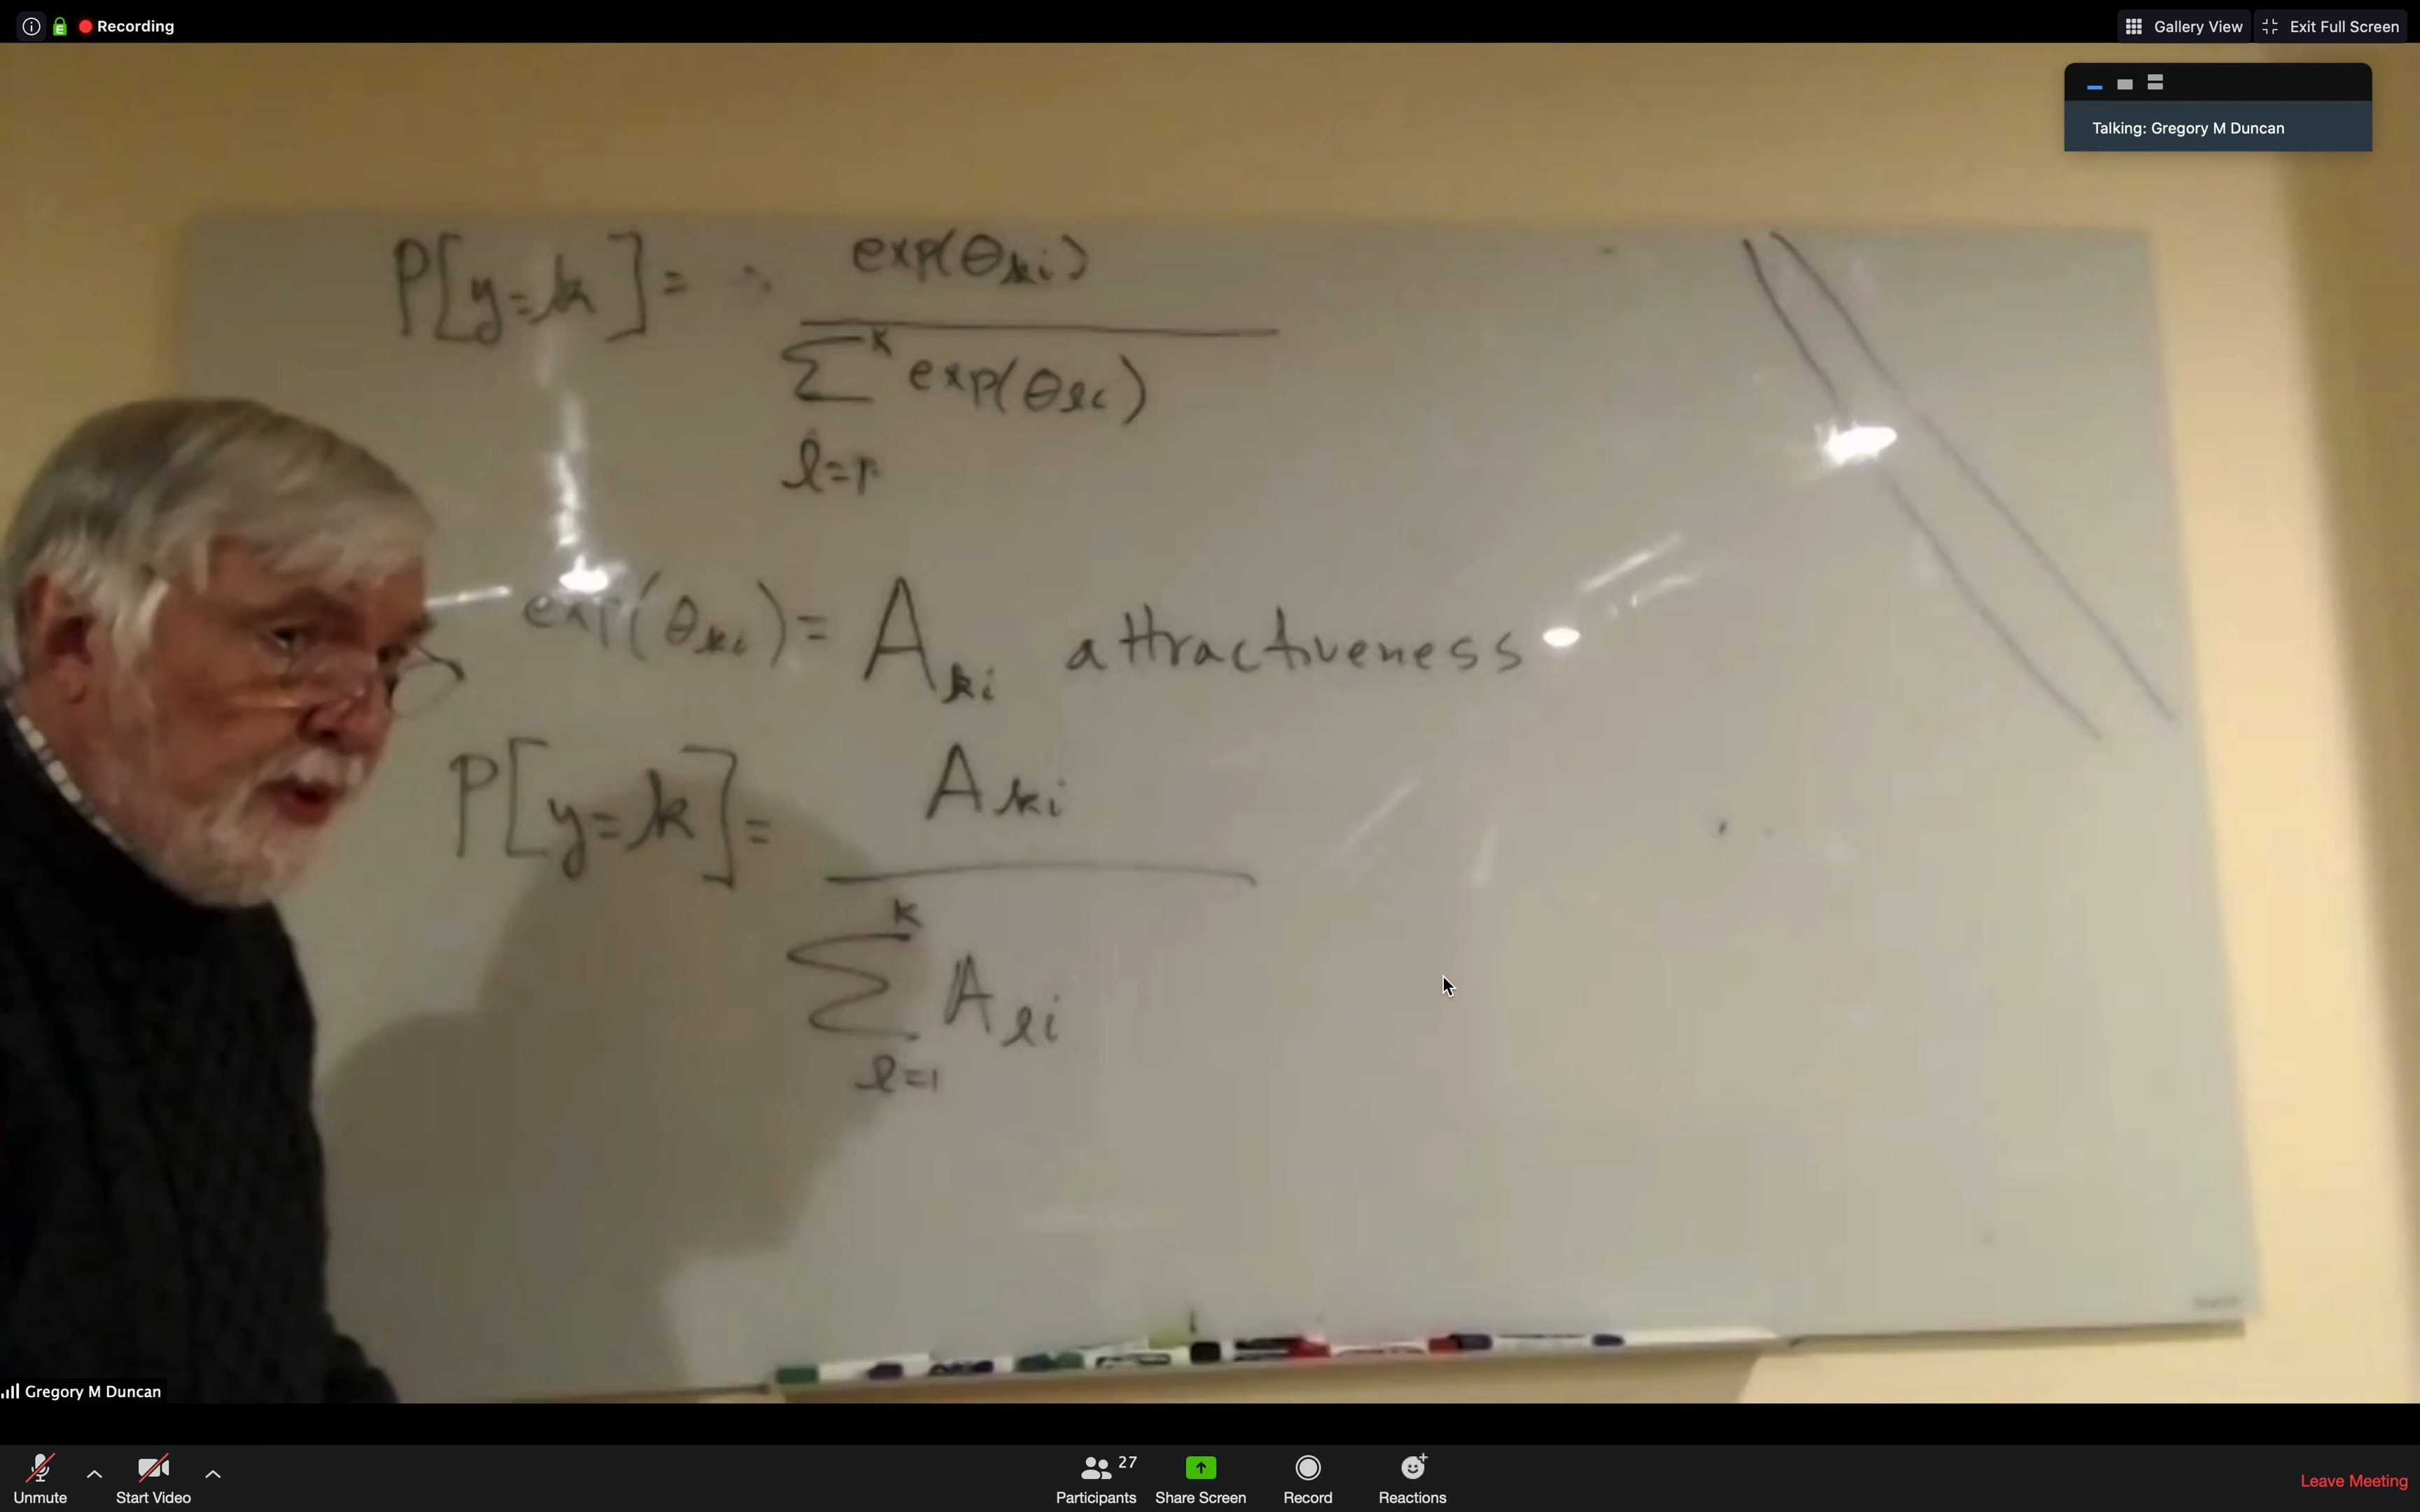 Recording
Gallery View
Exit Full Screen
Talking: Gregory M Duncan
P[y=k]= exp(θki)
K
∑ exp(θli)
l=1
exp(θki)= Aki attractiveness
P[y=k]= Aki
K
∑ Ali
l=1
Gregory M Duncan
Unmute
Start Video
27
Participants
Share Screen
Record
Reactions
Leave Meeting